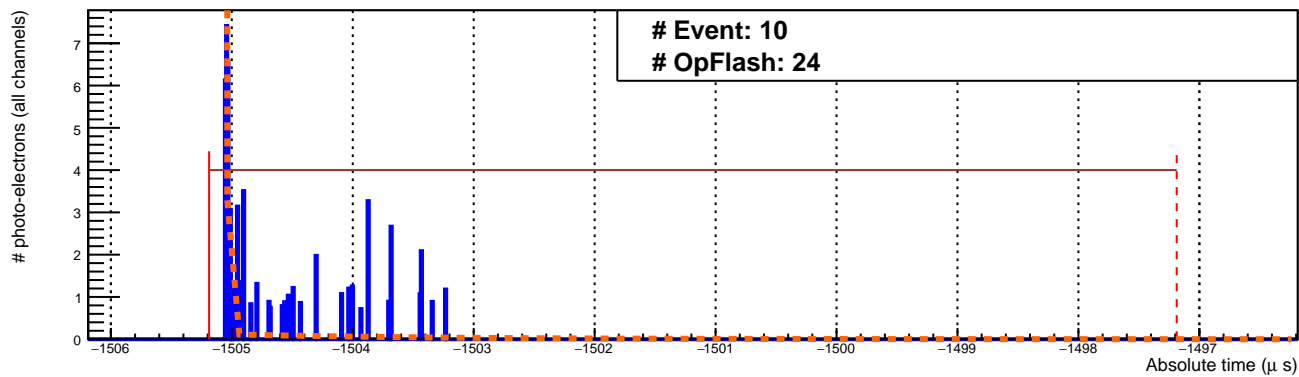 # Event: 10
# OpFlash: 24
# photo-electrons (all channels)
7
6
5
4
3
2
1
0
−1506 −1505 −1504 −1503 −1502 −1501 −1500 −1499 −1498 −1497
Absolute time (μ s)